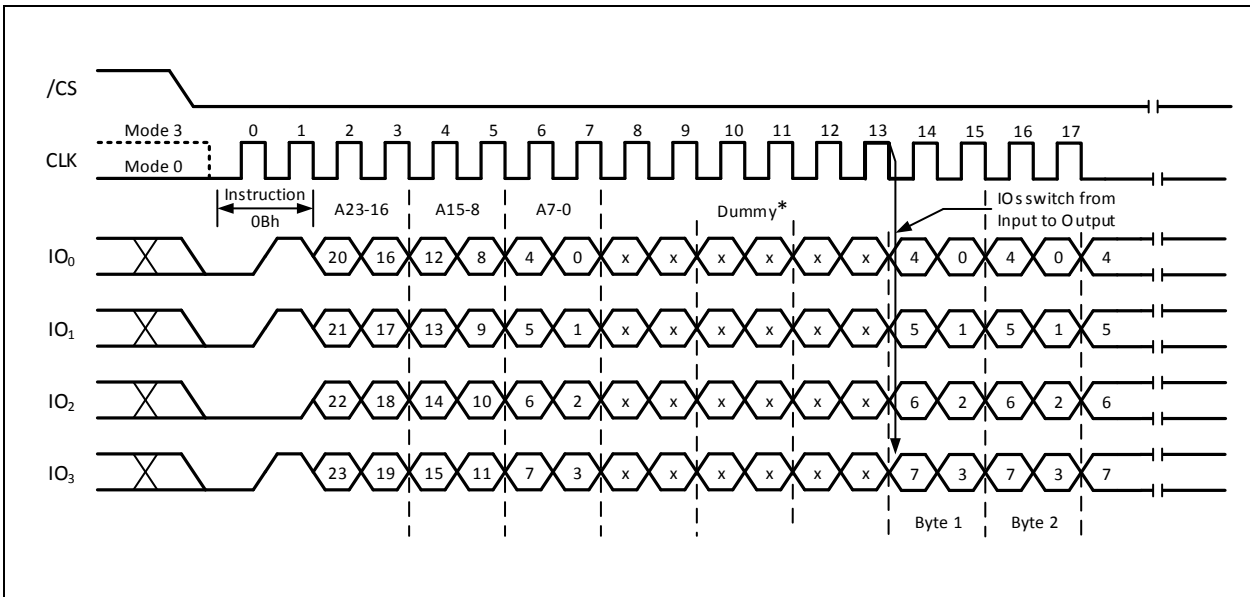 /CS
Mode 3 0 1 2 3 4 5 6 7 8 9 10 11 12 13 14 15 16 17
CLK
Mode 0
Instruction
0Bh
A23-16 A15-8 A7-0 Dummy*
IOs switch from
Input to Output
IO0 20 16 12 8 4 0 x x x x x x 4 0 4 0 4
IO1 21 17 13 9 5 1 x x x x x x 5 1 5 1 5
IO2 22 18 14 10 6 2 x x x x x x 6 2 6 2 6
IO3 23 19 15 11 7 3 x x x x x x 7 3 7 3 7
Byte 1 Byte 2